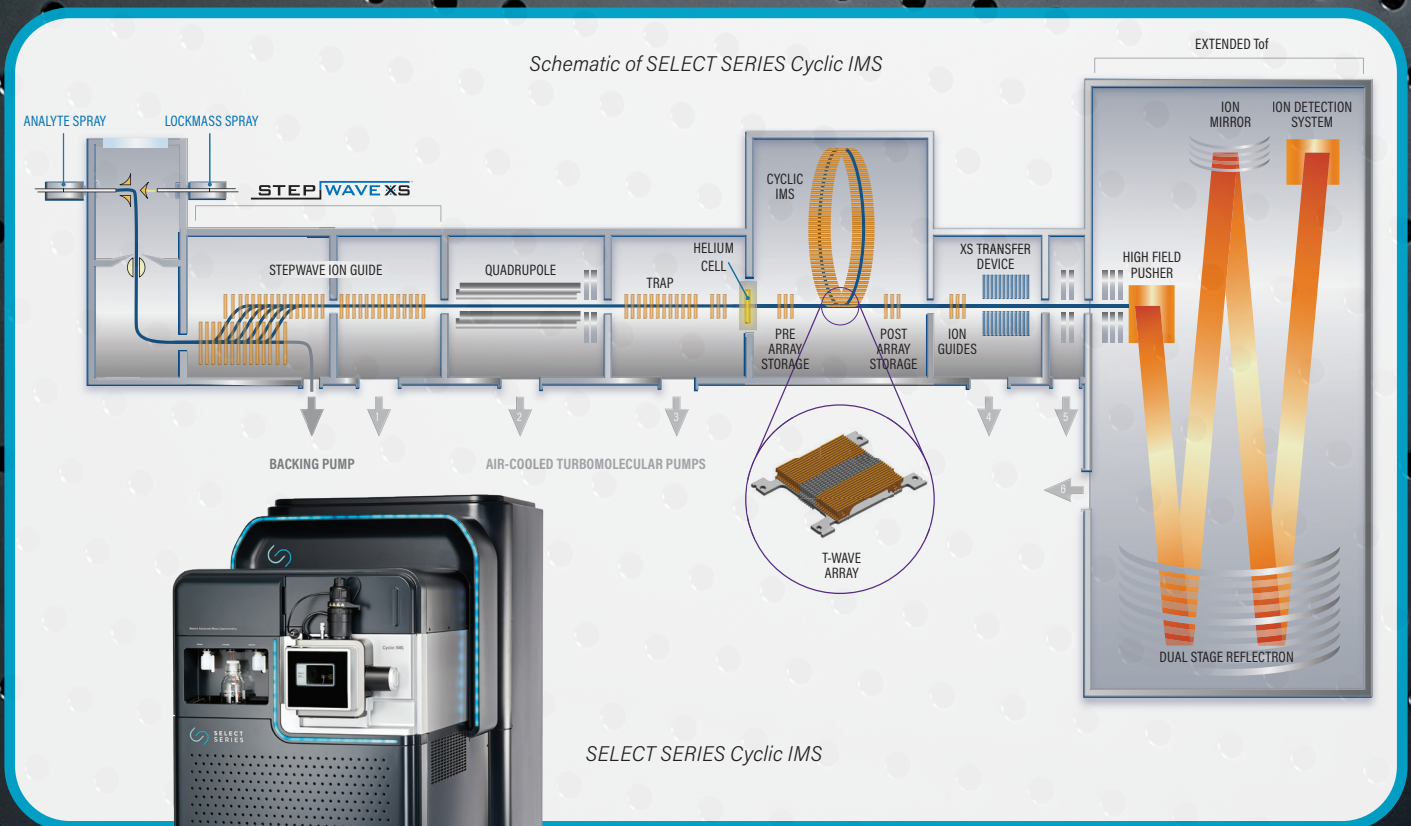 Schematic of SELECT SERIES Cyclic IMS
EXTENDED Tof
ANALYTE SPRAY
LOCKMASS SPRAY
STEPWAVE XS
ION
MIRROR
ION DETECTION
SYSTEM
CYCLIC
IMS
STEPWAVE ION GUIDE
QUADRUPOLE
TRAP
HELIUM
CELL
XS TRANSFER
DEVICE
HIGH FIELD
PUSHER
PRE
ARRAY
STORAGE
POST
ARRAY
STORAGE
ION
GUIDES
1
2
3
4
5
6
BACKING PUMP
AIR-COOLED TURBOMOLECULAR PUMPS
T-WAVE
ARRAY
DUAL STAGE REFLECTRON
Cyclic IMS
SELECT
SERIES
SELECT SERIES Cyclic IMS